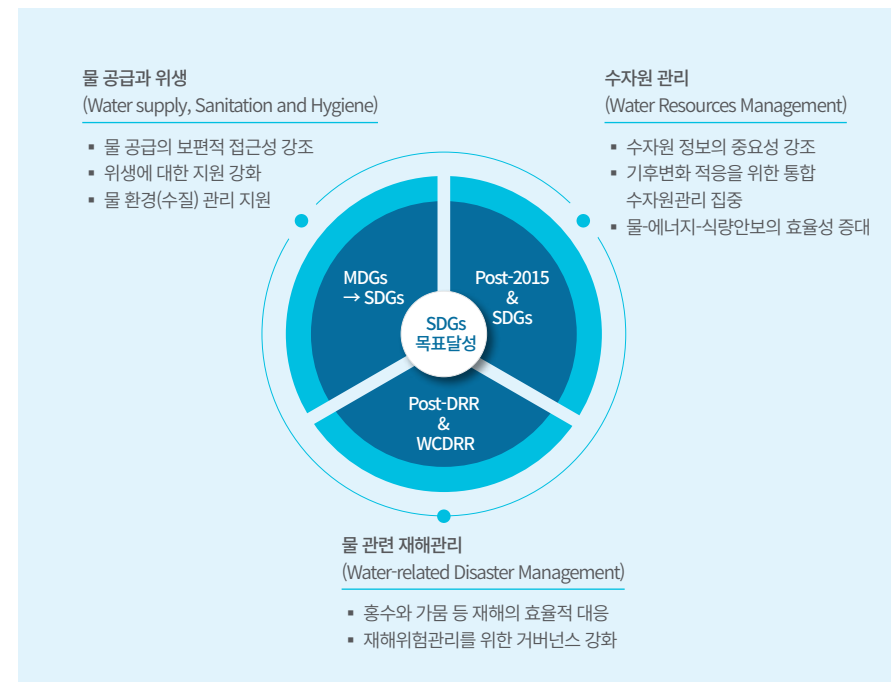 물 공급과 위생
(Water supply, Sanitation and Hygiene)
▪ 물 공급의 보편적 접근성 강조
▪ 위생에 대한 지원 강화
▪ 물 환경(수질) 관리 지원
수자원 관리
(Water Resources Management)
▪ 수자원 정보의 중요성 강조
▪ 기후변화 적응을 위한 통합
수자원관리 집중
▪ 물-에너지-식량안보의 효율성 증대
MDGs
→ SDGs
Post-2015
&
SDGs
SDGs
목표달성
Post-DRR
&
WCDRR
물 관련 재해관리
(Water-related Disaster Management)
▪ 홍수와 가뭄 등 재해의 효율적 대응
▪ 재해위험관리를 위한 거버넌스 강화